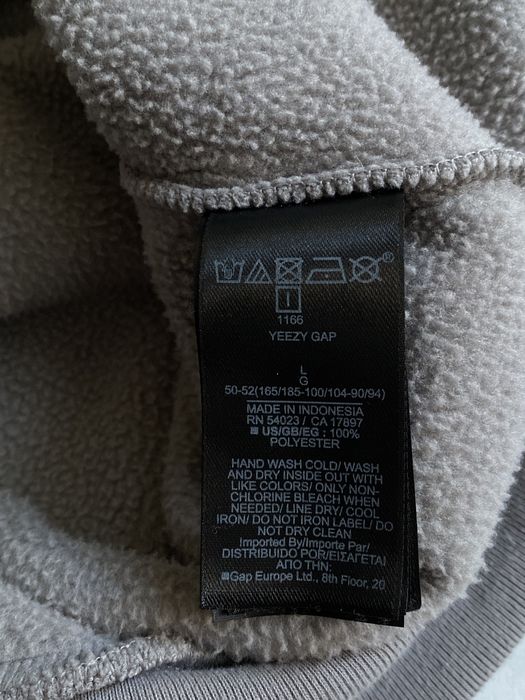 ®
1166
YEEZY GAP
L
G
50-52(165/185-100/104-90/94)
MADE IN INDONESIA
RN 54023 / CA 17897
US/GB/EG : 100%
POLYESTER
HAND WASH COLD/ WASH
AND DRY INSIDE OUT WITH
LIKE COLORS/ ONLY NON-
CHLORINE BLEACH WHEN
NEEDED/ LINE DRY/ COOL
IRON/ DO NOT IRON LABEL/ DO
NOT DRY CLEAN
Imported By/Importe Par/
DISTRIBUIDO POR/ΕΙΣΑΓΕΤΑΙ
ΑΠΟ ΤΗΝ:
Gap Europe Ltd., 8th Floor, 20